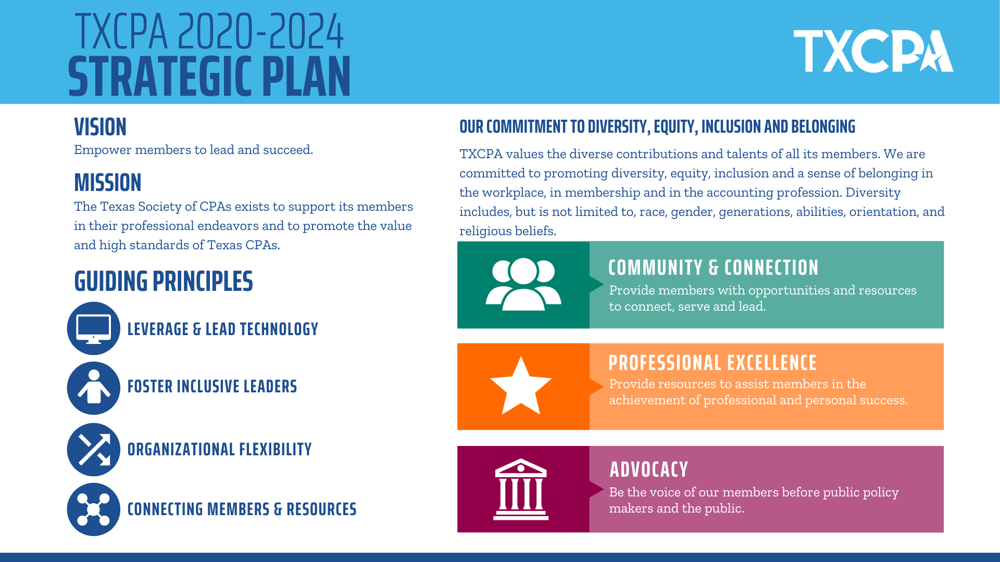 TXCPA 2020-2024
STRATEGIC PLAN
TXCPA
VISION
Empower members to lead and succeed.
MISSION
The Texas Society of CPAs exists to support its members
in their professional endeavors and to promote the value
and high standards of Texas CPAs.
GUIDING PRINCIPLES
LEVERAGE & LEAD TECHNOLOGY
FOSTER INCLUSIVE LEADERS
ORGANIZATIONAL FLEXIBILITY
CONNECTING MEMBERS & RESOURCES
OUR COMMITMENT TO DIVERSITY, EQUITY, INCLUSION AND BELONGING
TXCPA values the diverse contributions and talents of all its members. We are
committed to promoting diversity, equity, inclusion and a sense of belonging in
the workplace, in membership and in the accounting profession. Diversity
includes, but is not limited to, race, gender, generations, abilities, orientation, and
religious beliefs.
COMMUNITY & CONNECTION
Provide members with opportunities and resources
to connect, serve and lead.
PROFESSIONAL EXCELLENCE
Provide resources to assist members in the
achievement of professional and personal success.
ADVOCACY
Be the voice of our members before public policy
makers and the public.